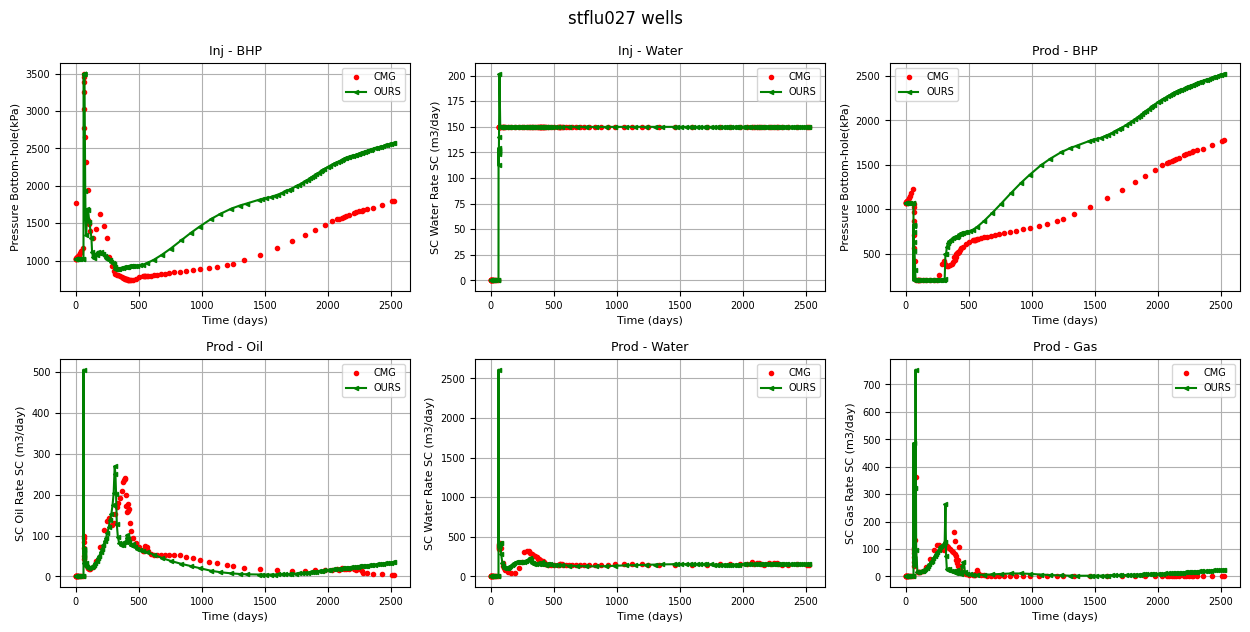 stflu027 wells
Inj - BHP
Pressure Bottom-hole(kPa)
3500
3000
2500
2000
1500
1000
0 500 1000 1500 2000 2500
Time (days)
CMG
OURS
Inj - Water
SC Water Rate SC (m3/day)
200
175
150
125
100
75
50
25
0
0 500 1000 1500 2000 2500
Time (days)
CMG
OURS
Prod - BHP
Pressure Bottom-hole(kPa)
2500
2000
1500
1000
500
0 500 1000 1500 2000 2500
Time (days)
CMG
OURS
Prod - Oil
SC Oil Rate SC (m3/day)
500
400
300
200
100
0
0 500 1000 1500 2000 2500
Time (days)
CMG
OURS
Prod - Water
SC Water Rate SC (m3/day)
2500
2000
1500
1000
500
0
0 500 1000 1500 2000 2500
Time (days)
CMG
OURS
Prod - Gas
SC Gas Rate SC (m3/day)
700
600
500
400
300
200
100
0
0 500 1000 1500 2000 2500
Time (days)
CMG
OURS